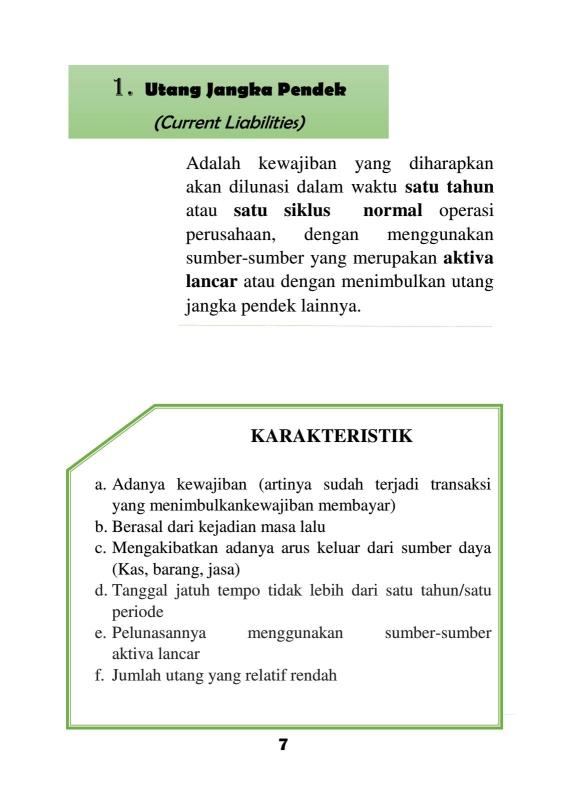 1. Utang Jangka Pendek
(Current Liabilities)
Adalah kewajiban yang diharapkan
akan dilunasi dalam waktu satu tahun
atau satu siklus normal operasi
perusahaan, dengan menggunakan
sumber-sumber yang merupakan aktiva
lancar atau dengan menimbulkan utang
jangka pendek lainnya.
KARAKTERISTIK
a. Adanya kewajiban (artinya sudah terjadi transaksi
yang menimbulkankewajiban membayar)
b. Berasal dari kejadian masa lalu
c. Mengakibatkan adanya arus keluar dari sumber daya
(Kas, barang, jasa)
d. Tanggal jatuh tempo tidak lebih dari satu tahun/satu
periode
e. Pelunasannya menggunakan sumber-sumber
aktiva lancar
f. Jumlah utang yang relatif rendah
7